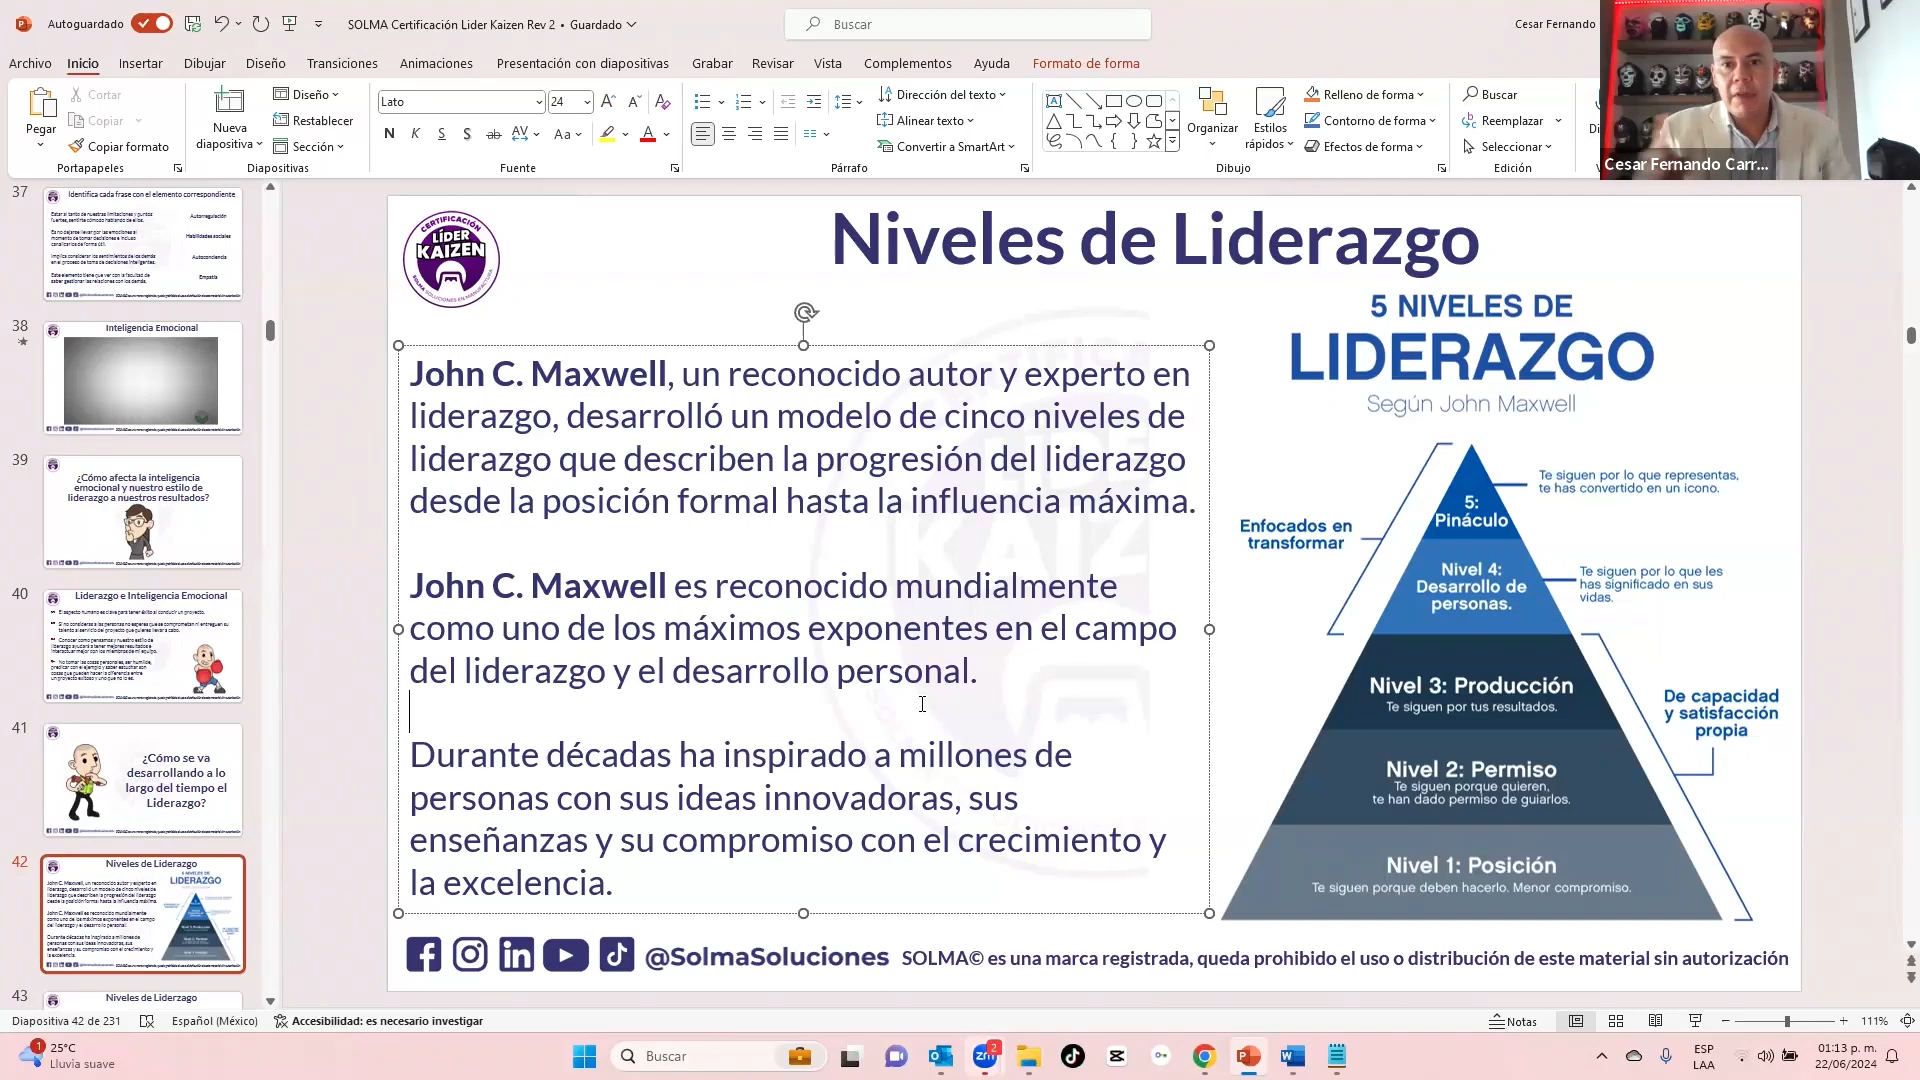 Autoguardado
SOLMA Certificación Lider Kaizen Rev 2 • Guardado
Buscar
Cesar Fernando
Archivo Inicio Insertar Dibujar Diseño Transiciones Animaciones Presentación con diapositivas Grabar Revisar Vista Complementos Ayuda Formato de forma
Pegar
Cortar
Copiar
Copiar formato
Portapapeles
Nueva diapositiva
Diseño
Restablecer
Sección
Diapositivas
Lato 24
N K S S ab AV Aa A
Fuente
Dirección del texto
Alinear texto
Convertir a SmartArt
Párrafo
Organizar
Estilos rápidos
Relleno de forma
Contorno de forma
Efectos de forma
Dibujo
Buscar
Reemplazar
Seleccionar
Edición
Cesar Fernando Carr...
37
Identifica cada frase con el elemento correspondiente
Autorregulación
Habilidades sociales
Autoconciencia
Empatía
38
Inteligencia Emocional
39
¿Cómo afecta la inteligencia
emocional y nuestro estilo de
liderazgo a nuestros resultados?
40
Liderazgo e Inteligencia Emocional
41
¿Cómo se va
desarrollando a lo
largo del tiempo el
Liderazgo?
42
Niveles de Liderazgo
43
Niveles de Liderzago
CERTIFICACIÓN
LÍDER
KAIZEN
SOLMA SOLUCIONES EN MANUFACTURA
Niveles de Liderazgo
John C. Maxwell, un reconocido autor y experto en
liderazgo, desarrolló un modelo de cinco niveles de
liderazgo que describen la progresión del liderazgo
desde la posición formal hasta la influencia máxima.
John C. Maxwell es reconocido mundialmente
como uno de los máximos exponentes en el campo
del liderazgo y el desarrollo personal.
Durante décadas ha inspirado a millones de
personas con sus ideas innovadoras, sus
enseñanzas y su compromiso con el crecimiento y
la excelencia.
5 NIVELES DE
LIDERAZGO
Según John Maxwell
5:
Pináculo
Te siguen por lo que representas,
te has convertido en un icono.
Enfocados en
transformar
Nivel 4:
Desarrollo de
personas.
Te siguen por lo que les
has significado en sus
vidas.
Nivel 3: Producción
Te siguen por tus resultados.
De capacidad
y satisfacción
propia
Nivel 2: Permiso
Te siguen porque quieren,
te han dado permiso de guiarlos.
Nivel 1: Posición
Te siguen porque deben hacerlo. Menor compromiso.
@SolmaSoluciones
SOLMA© es una marca registrada, queda prohibido el uso o distribución de este material sin autorización
Diapositiva 42 de 231
Español (México)
Accesibilidad: es necesario investigar
Notas
111%
1
25°C
Lluvia suave
Buscar
zm
2
ESP
LAA
01:13 p. m.
22/06/2024